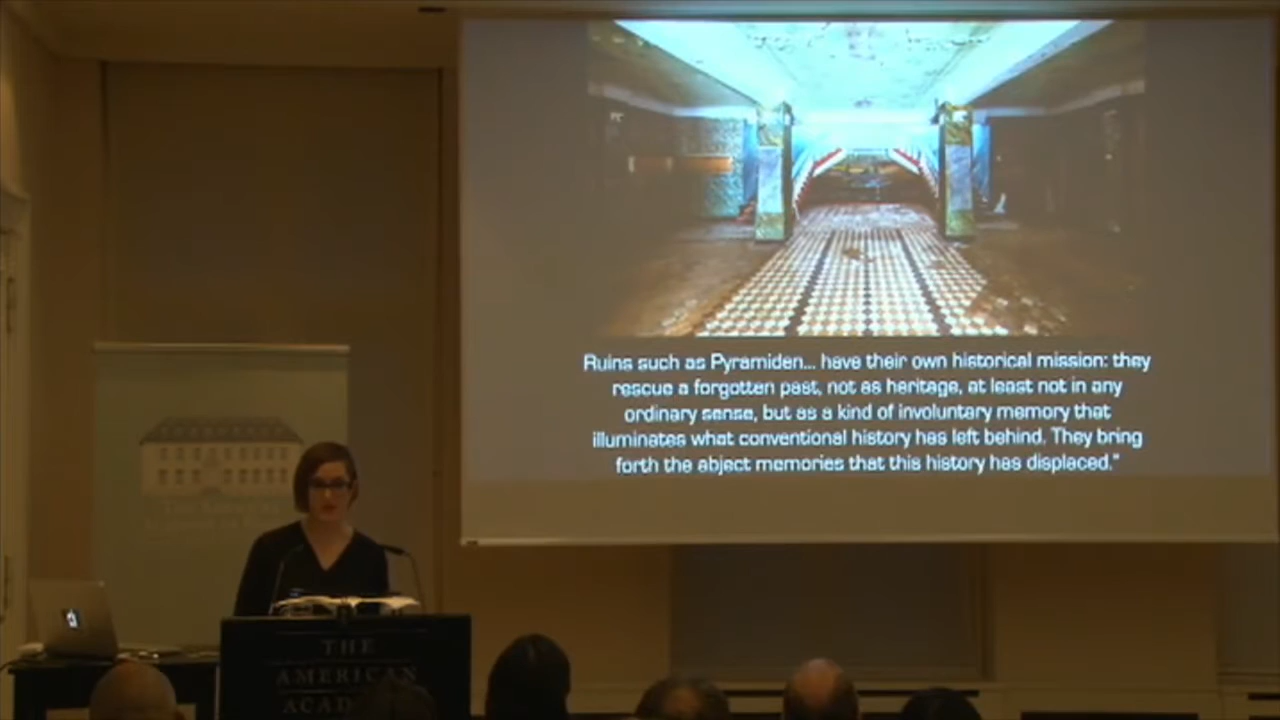 Ruins such as Pyramiden... have their own historical mission: they
rescue a forgotten past, not as heritage, at least not in any
ordinary sense, but as a kind of involuntary memory that
illuminates what conventional history has left behind. They bring
forth the abject memories that this history has displaced."
THE
AMERICAN
ACAD